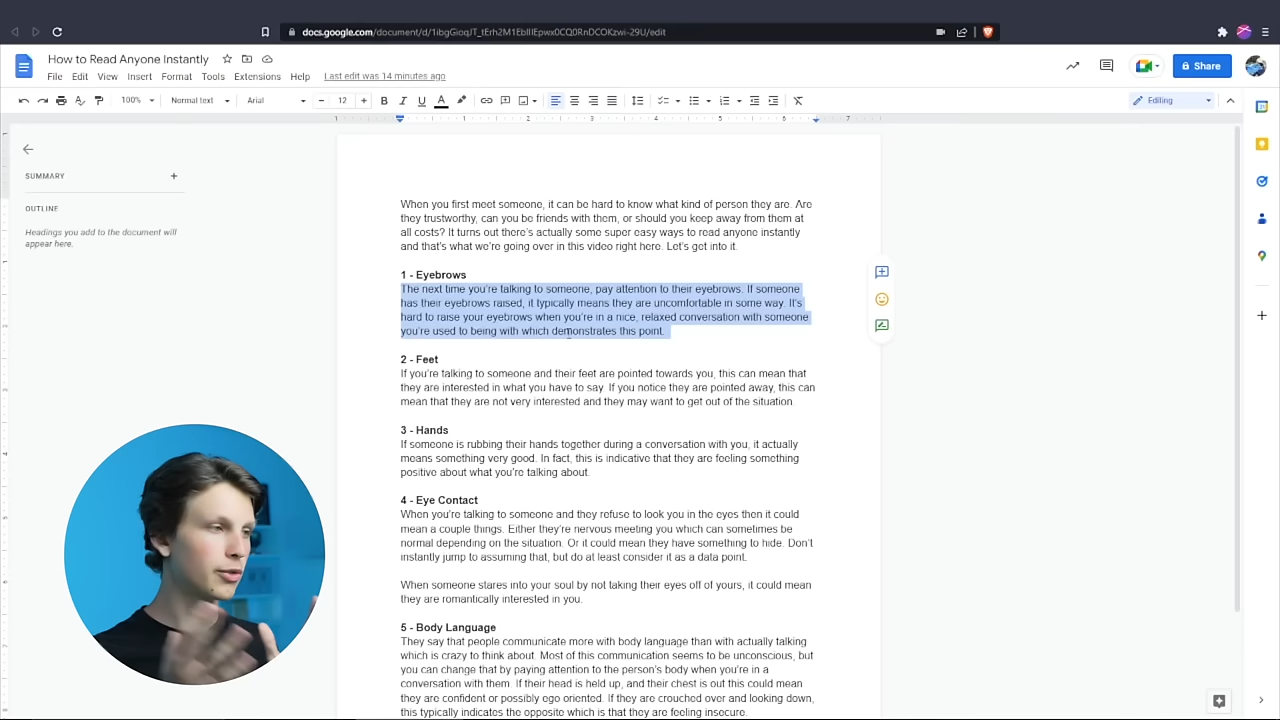 docs.google.com/document/d/1ibgGioqJT_tErh2M1EblIIEpwx0CQ0RnDCOKzwi-29U/edit
How to Read Anyone Instantly
File Edit View Insert Format Tools Extensions Help Last edit was 14 minutes ago
Share
100% Normal text Arial 12 Editing
1 1 2 3 4 5 6 7
SUMMARY
OUTLINE
Headings you add to the document will
appear here.
When you first meet someone, it can be hard to know what kind of person they are. Are
they trustworthy, can you be friends with them, or should you keep away from them at
all costs? It turns out there's actually some super easy ways to read anyone instantly
and that's what we're going over in this video right here. Let's get into it.
1 - Eyebrows
The next time you're talking to someone, pay attention to their eyebrows. If someone
has their eyebrows raised, it typically means they are uncomfortable in some way. It's
hard to raise your eyebrows when you're in a nice, relaxed conversation with someone
you're used to being with which demonstrates this point.
2 - Feet
If you're talking to someone and their feet are pointed towards you, this can mean that
they are interested in what you have to say. If you notice they are pointed away, this can
mean that they are not very interested and they may want to get out of the situation.
3 - Hands
If someone is rubbing their hands together during a conversation with you, it actually
means something very good. In fact, this is indicative that they are feeling something
positive about what you're talking about.
4 - Eye Contact
When you're talking to someone and they refuse to look you in the eyes then it could
mean a couple things. Either they're nervous meeting you which can sometimes be
normal depending on the situation. Or it could mean they have something to hide. Don't
instantly jump to assuming that, but do at least consider it as a data point.
When someone stares into your soul by not taking their eyes off of yours, it could mean
they are romantically interested in you.
5 - Body Language
They say that people communicate more with body language than with actually talking
which is crazy to think about. Most of this communication seems to be unconscious, but
you can change that by paying attention to the person's body when you're in a
conversation with them. If their head is held up, and their chest is out this could mean
they are confident or possibly ego oriented. If they are crouched over and looking down,
this typically indicates the opposite which is that they are feeling insecure.